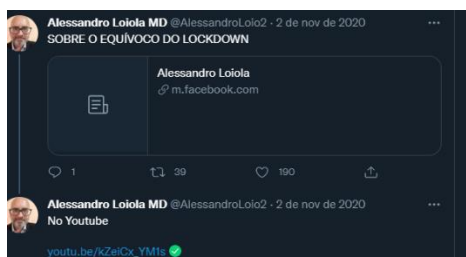 Alessandro Loiola MD @AlessandroLoio2 · 2 de nov de 2020
SOBRE O EQUÍVOCO DO LOCKDOWN
Alessandro Loiola
m.facebook.com
1 39 190
Alessandro Loiola MD @AlessandroLoio2 · 2 de nov de 2020
No Youtube
youtu.be/kZeiCx_YM1s